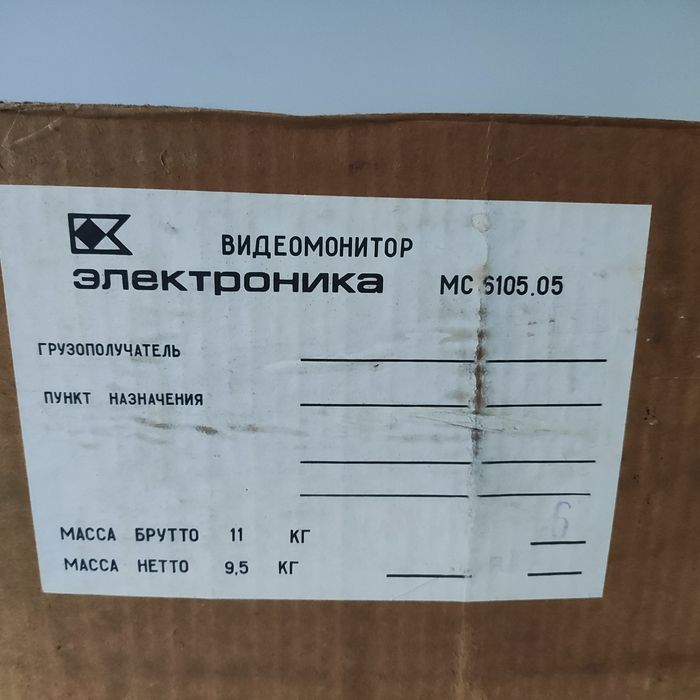 ВИДЕОМОНИТОР
электроника МС 6105.05
ГРУЗОПОЛУЧАТЕЛЬ
ПУНКТ НАЗНАЧЕНИЯ
6
МАССА БРУТТО 11 КГ
МАССА НЕТТО 9,5 КГ